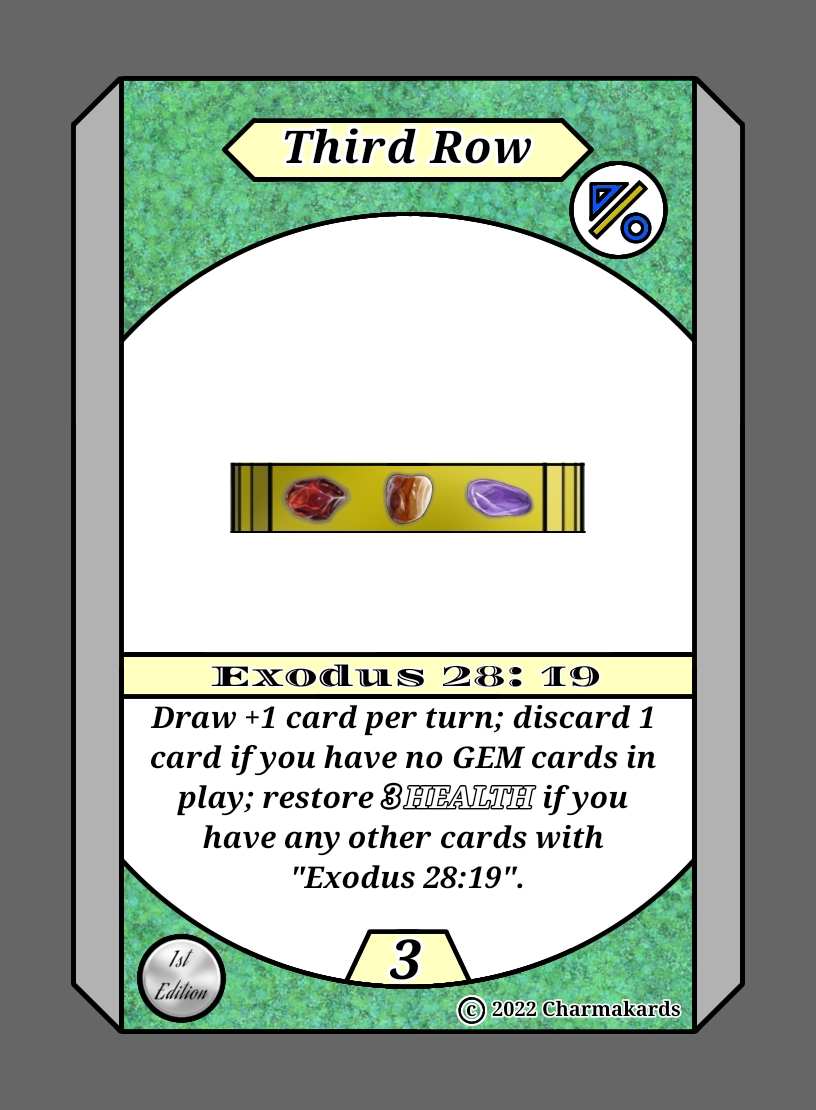 Third Row
Exodus 28: 19
Draw +1 card per turn; discard 1
card if you have no GEM cards in
play; restore 3 HEALTH if you
have any other cards with
"Exodus 28:19".
3
1st
Edition
© 2022 Charmakards